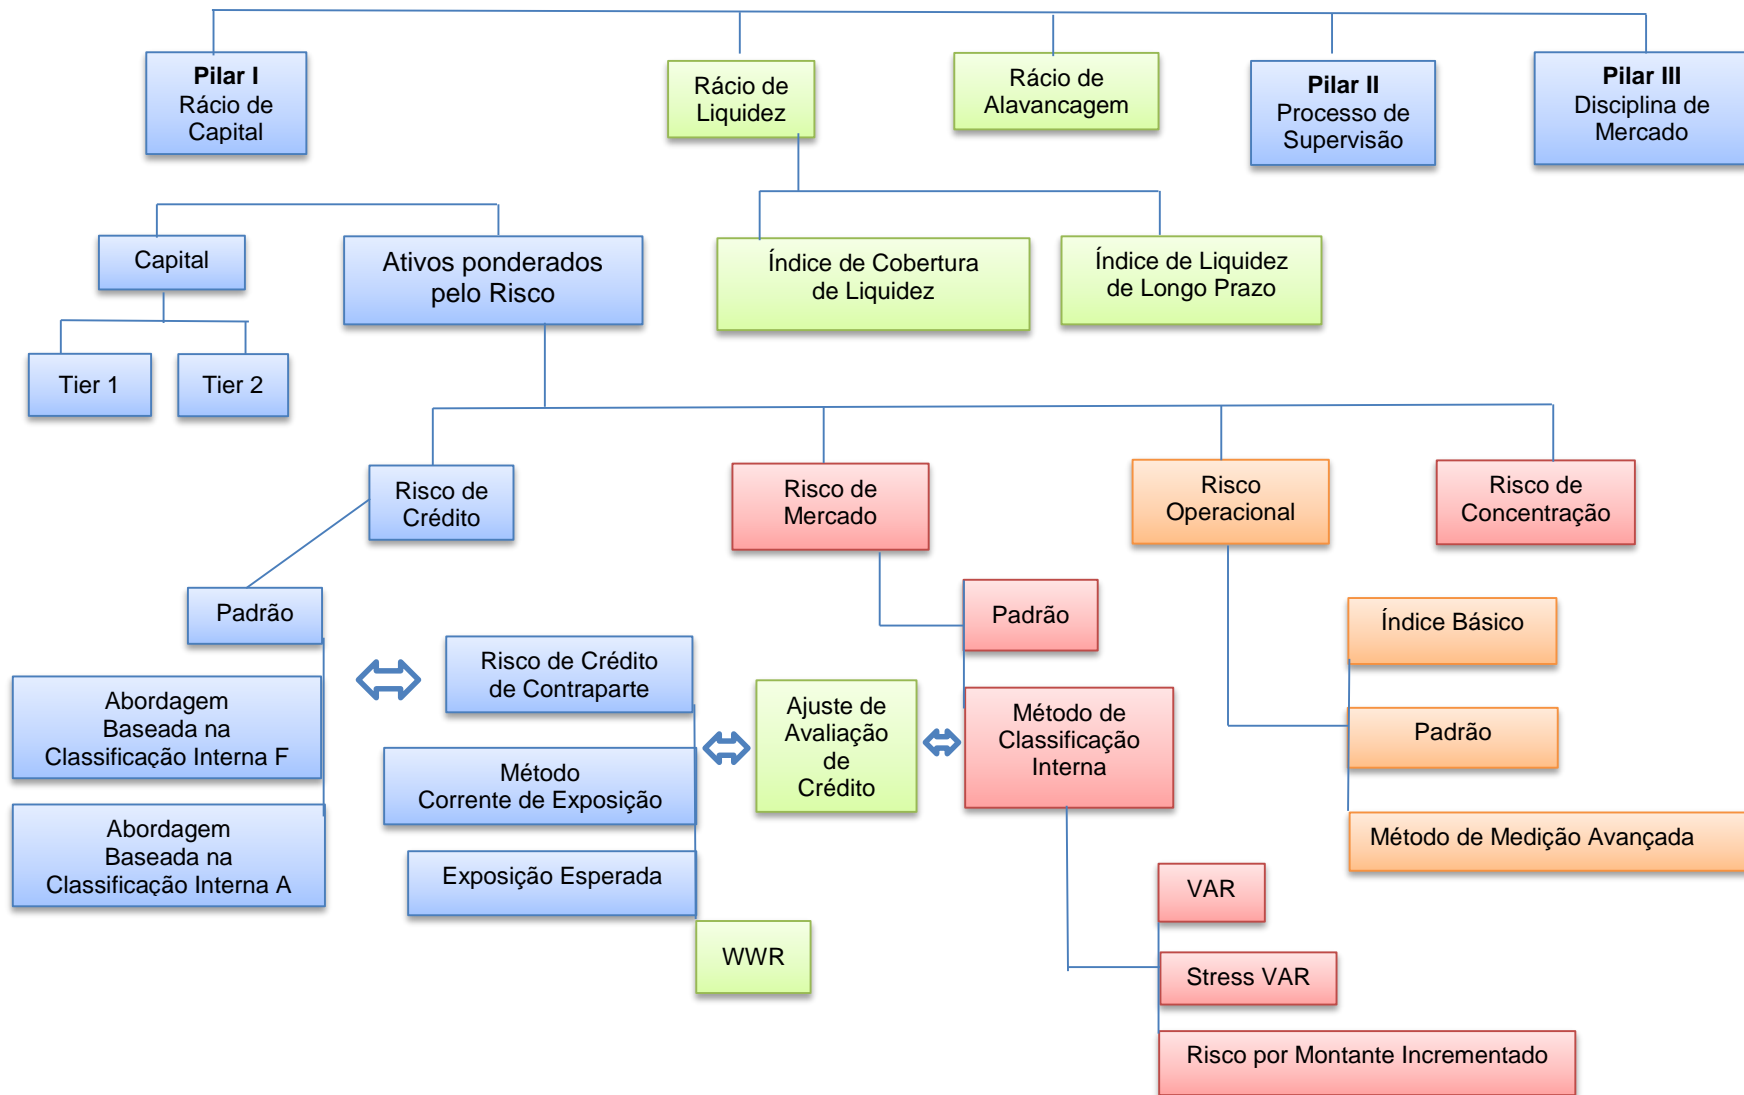 Pilar I
Rácio de
Capital
Rácio de
Liquidez
Rácio de
Alavancagem
Pilar II
Processo de
Supervisão
Pilar III
Disciplina de
Mercado
Capital
Ativos ponderados
pelo Risco
Índice de Cobertura
de Liquidez
Índice de Liquidez
de Longo Prazo
Tier 1
Tier 2
Risco de
Crédito
Risco de
Mercado
Risco
Operacional
Risco de
Concentração
Padrão
Abordagem
Baseada na
Classificação Interna F
Abordagem
Baseada na
Classificação Interna A
Risco de Crédito
de Contraparte
Método
Corrente de Exposição
Exposição Esperada
WWR
Ajuste de
Avaliação
de
Crédito
Padrão
Método de
Classificação
Interna
VAR
Stress VAR
Risco por Montante Incrementado
Índice Básico
Padrão
Método de Medição Avançada